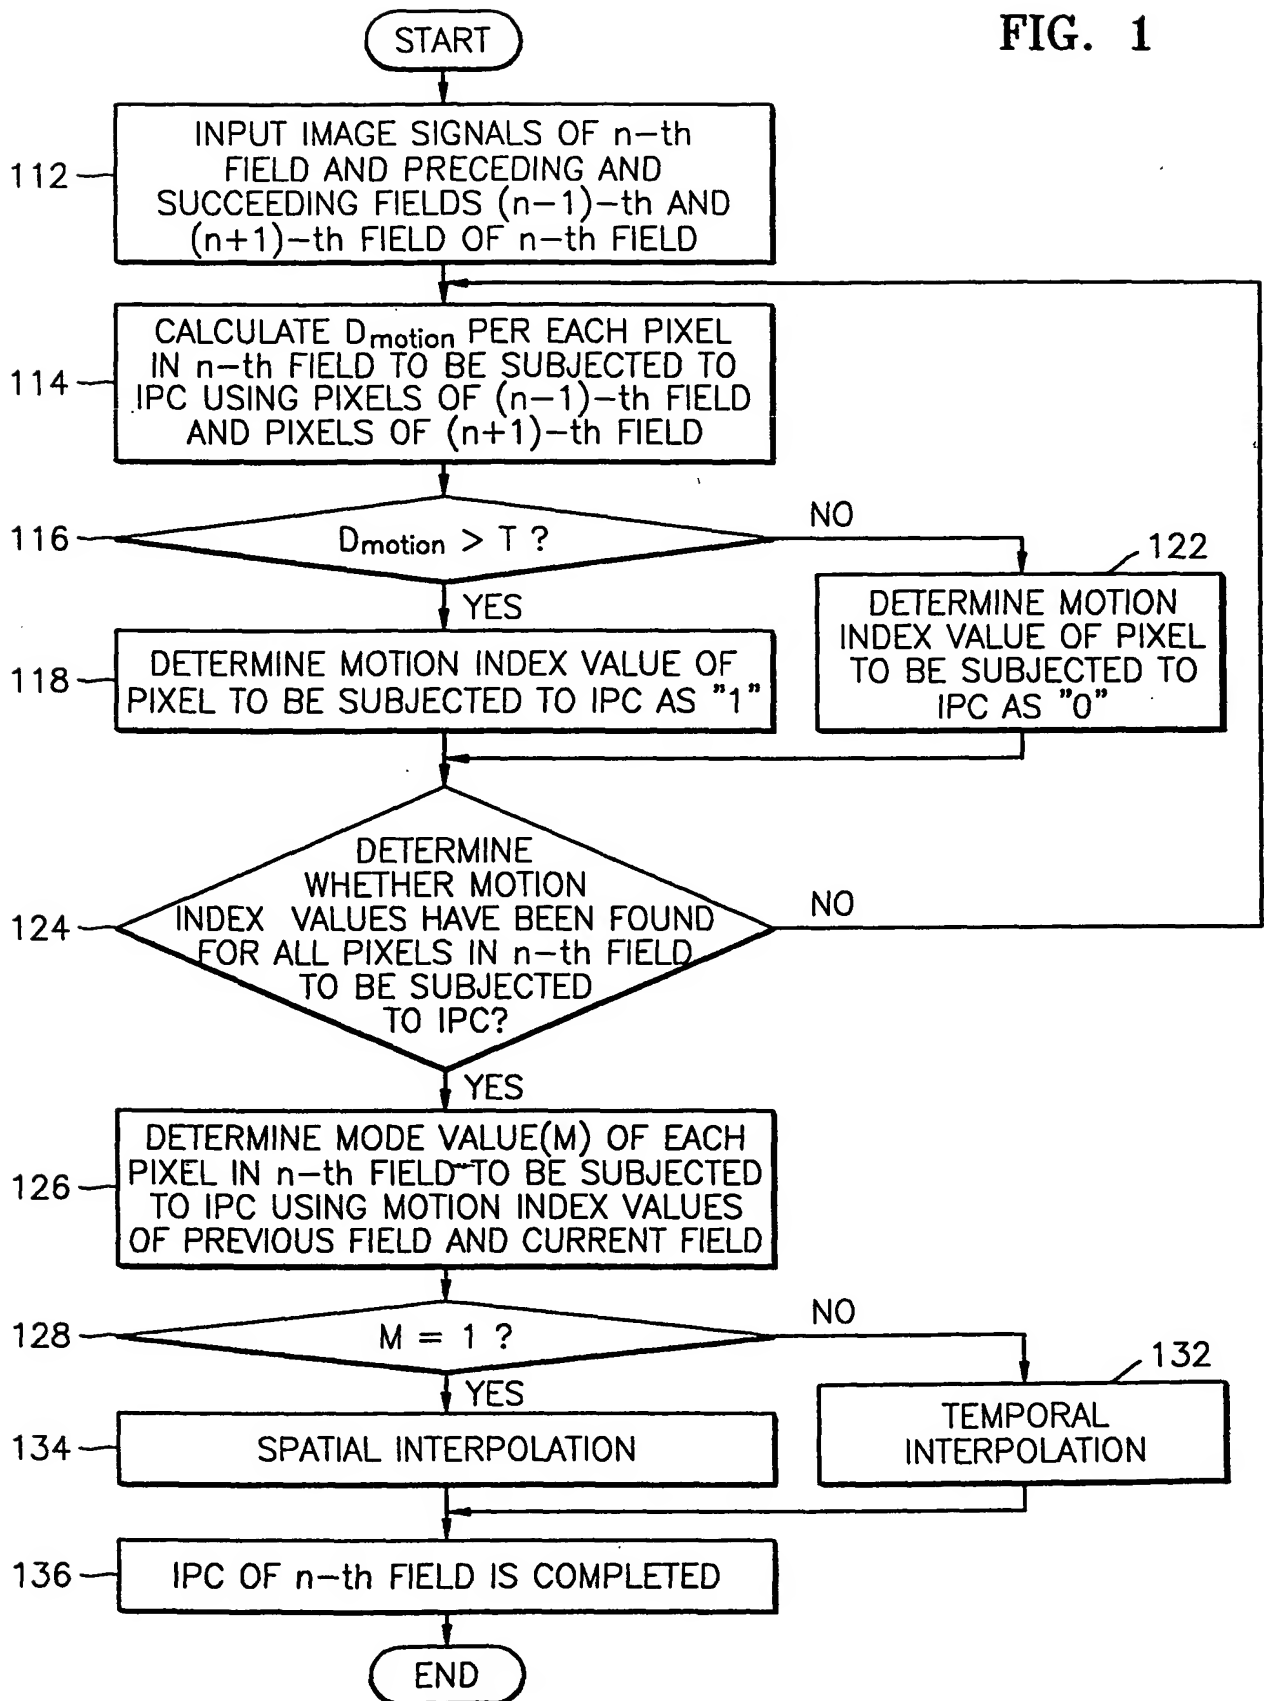 FIG. 1
START
112
INPUT IMAGE SIGNALS OF n-th
FIELD AND PRECEDING AND
SUCCEEDING FIELDS (n-1)-th AND
(n+1)-th FIELD OF n-th FIELD
114
CALCULATE Dmotion PER EACH PIXEL
IN n-th FIELD TO BE SUBJECTED TO
IPC USING PIXELS OF (n-1)-th FIELD
AND PIXELS OF (n+1)-th FIELD
116
Dmotion > T ?
NO
YES
122
DETERMINE MOTION
INDEX VALUE OF PIXEL
TO BE SUBJECTED TO
IPC AS "0"
118
DETERMINE MOTION INDEX VALUE OF
PIXEL TO BE SUBJECTED TO IPC AS "1"
124
DETERMINE
WHETHER MOTION
INDEX VALUES HAVE BEEN FOUND
FOR ALL PIXELS IN n-th FIELD
TO BE SUBJECTED
TO IPC?
NO
YES
126
DETERMINE MODE VALUE(M) OF EACH
PIXEL IN n-th FIELD TO BE SUBJECTED
TO IPC USING MOTION INDEX VALUES
OF PREVIOUS FIELD AND CURRENT FIELD
128
M = 1 ?
NO
YES
132
TEMPORAL
INTERPOLATION
134
SPATIAL INTERPOLATION
136
IPC OF n-th FIELD IS COMPLETED
END